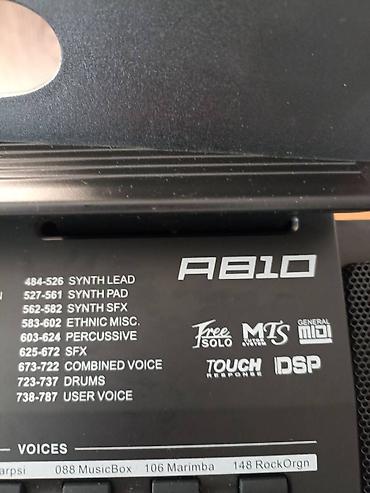 A810
484-526 SYNTH LEAD
527-561 SYNTH PAD
562-582 SYNTH SFX
583-602 ETHNIC MISC.
603-624 PERCUSSIVE
625-672 SFX
673-722 COMBINED VOICE
723-737 DRUMS
738-787 USER VOICE
Free SOLO
MTS TUTOR SYSTEM
GENERAL MIDI
TOUCH RESPONSE
DSP
VOICES
088 MusicBox 106 Marimba 148 RockOrgn